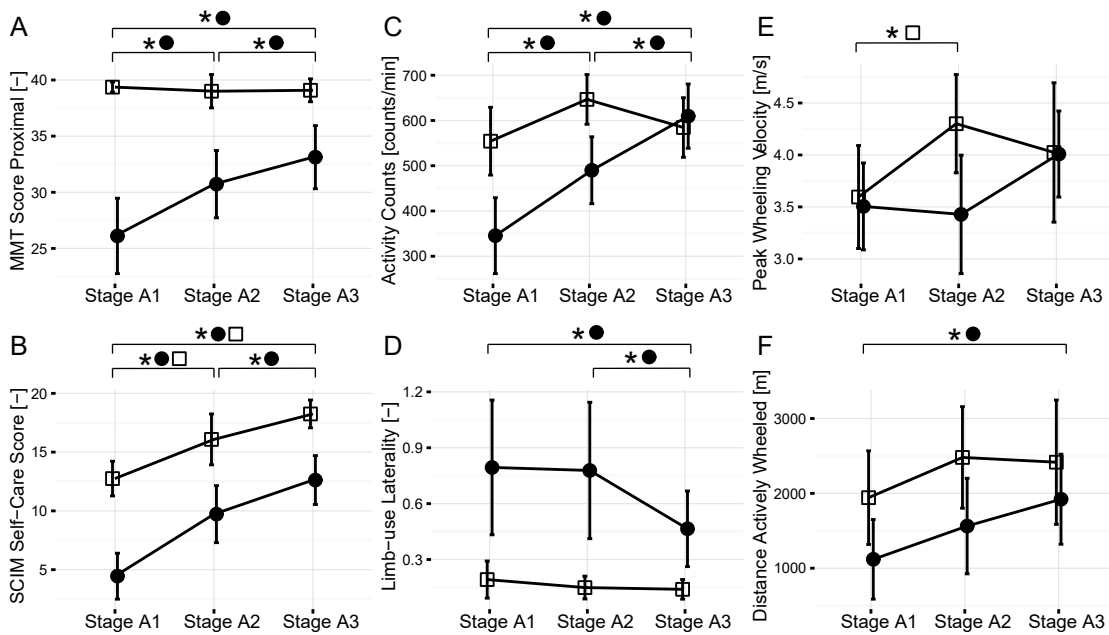 A
* ●
* ● * ●
MMT Score Proximal [−]
40
35
30
25
Stage A1 Stage A2 Stage A3
C
* ●
* ● * ●
Activity Counts [counts/min]
700
600
500
400
300
Stage A1 Stage A2 Stage A3
E
* □
Peak Wheeling Velocity [m/s]
4.5
4.0
3.5
3.0
Stage A1 Stage A2 Stage A3
B
* ● □
* ● □ * ●
SCIM Self−Care Score [−]
20
15
10
5
Stage A1 Stage A2 Stage A3
D
* ●
* ●
Limb−use Laterality [−]
1.2
0.9
0.6
0.3
Stage A1 Stage A2 Stage A3
F
* ●
Distance Actively Wheeled [m]
3000
2000
1000
Stage A1 Stage A2 Stage A3